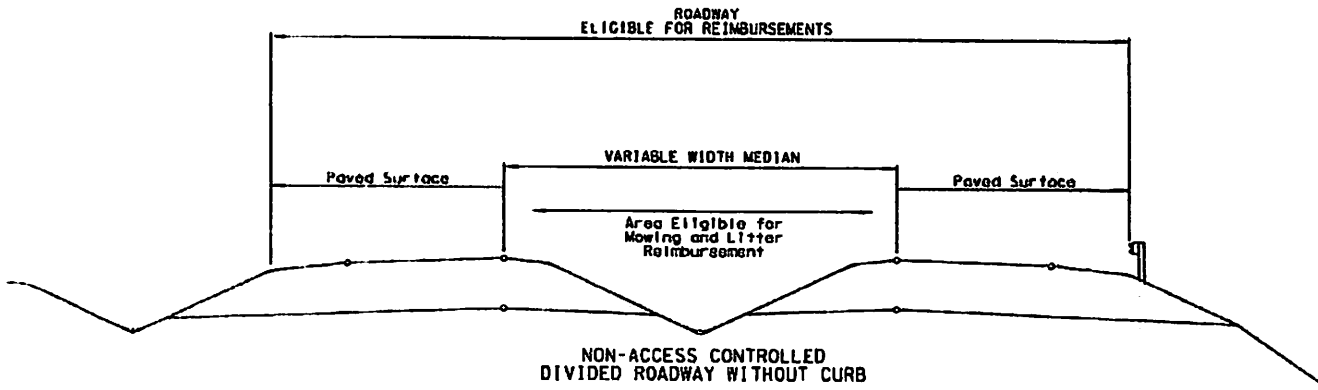 ROADWAY
ELIGIBLE FOR REIMBURSEMENTS
VARIABLE WIDTH MEDIAN
Paved Surface
Paved Surface
Area Eligible for
Mowing and Litter
Reimbursement
NON-ACCESS CONTROLLED
DIVIDED ROADWAY WITHOUT CURB